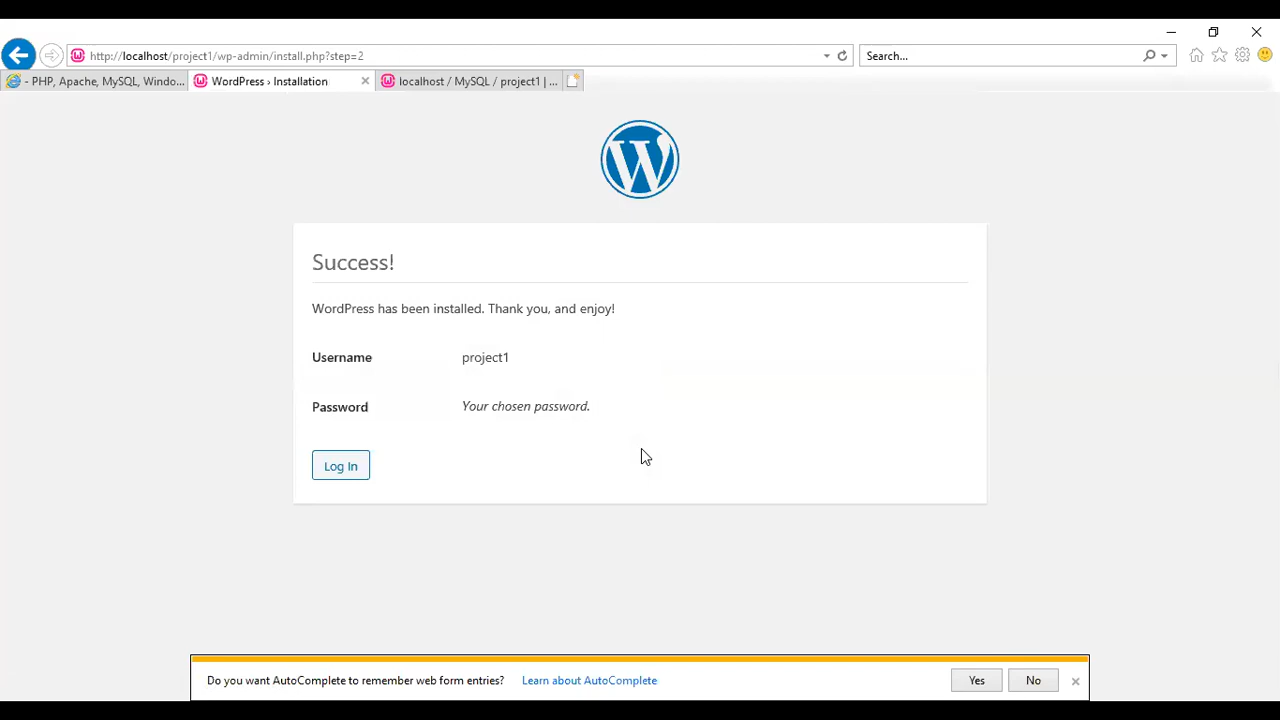 http://localhost/project1/wp-admin/install.php?step=2
Search...
- PHP, Apache, MySQL, Windo...
WordPress › Installation
localhost / MySQL / project1 | ...
Success!
WordPress has been installed. Thank you, and enjoy!
Username project1
Password Your chosen password.
Log In
Do you want AutoComplete to remember web form entries? Learn about AutoComplete Yes No